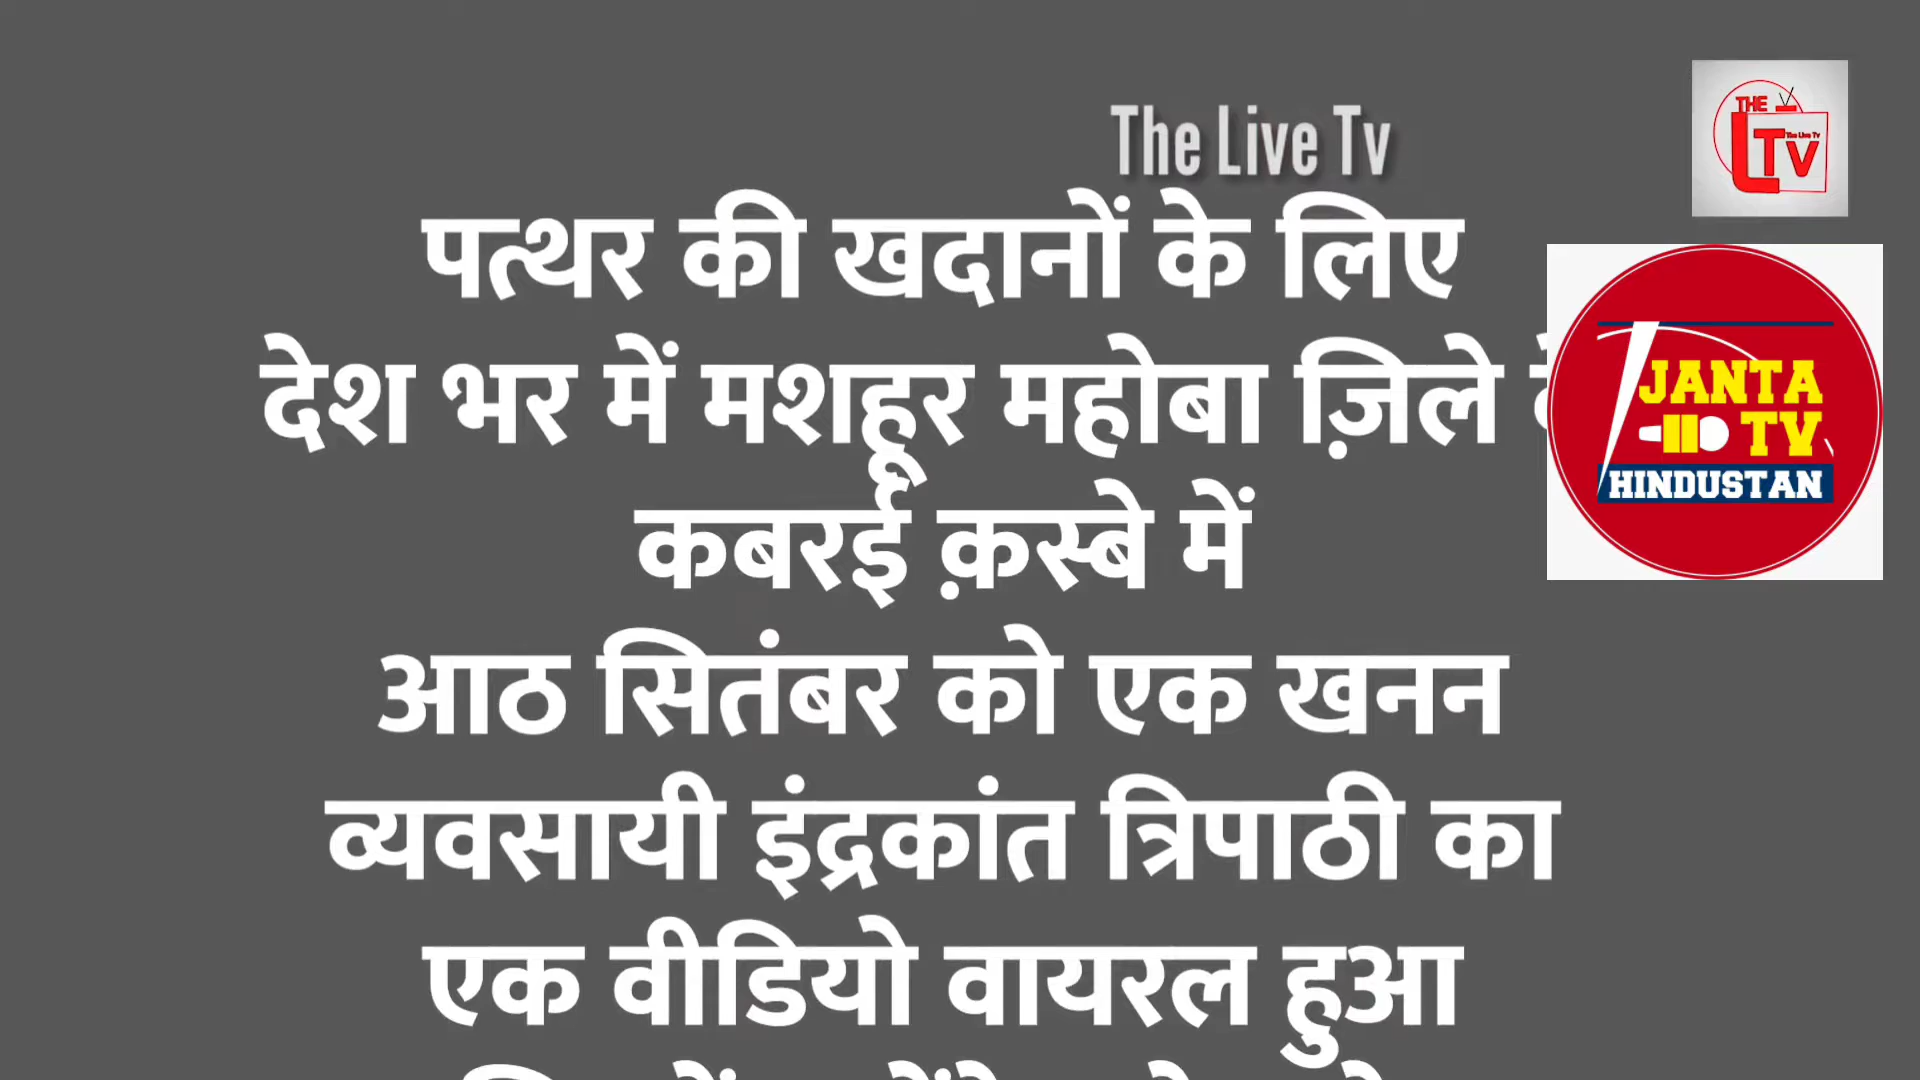 The Live Tv
THE
The Live Tv
LTV
पत्थर की खदानों के लिए
देश भर में मशहूर महोबा ज़िले
JANTA
TV
HINDUSTAN
कबरई क़स्बे में
आठ सितंबर को एक खनन
व्यवसायी इंद्रकांत त्रिपाठी का
एक वीडियो वायरल हुआ